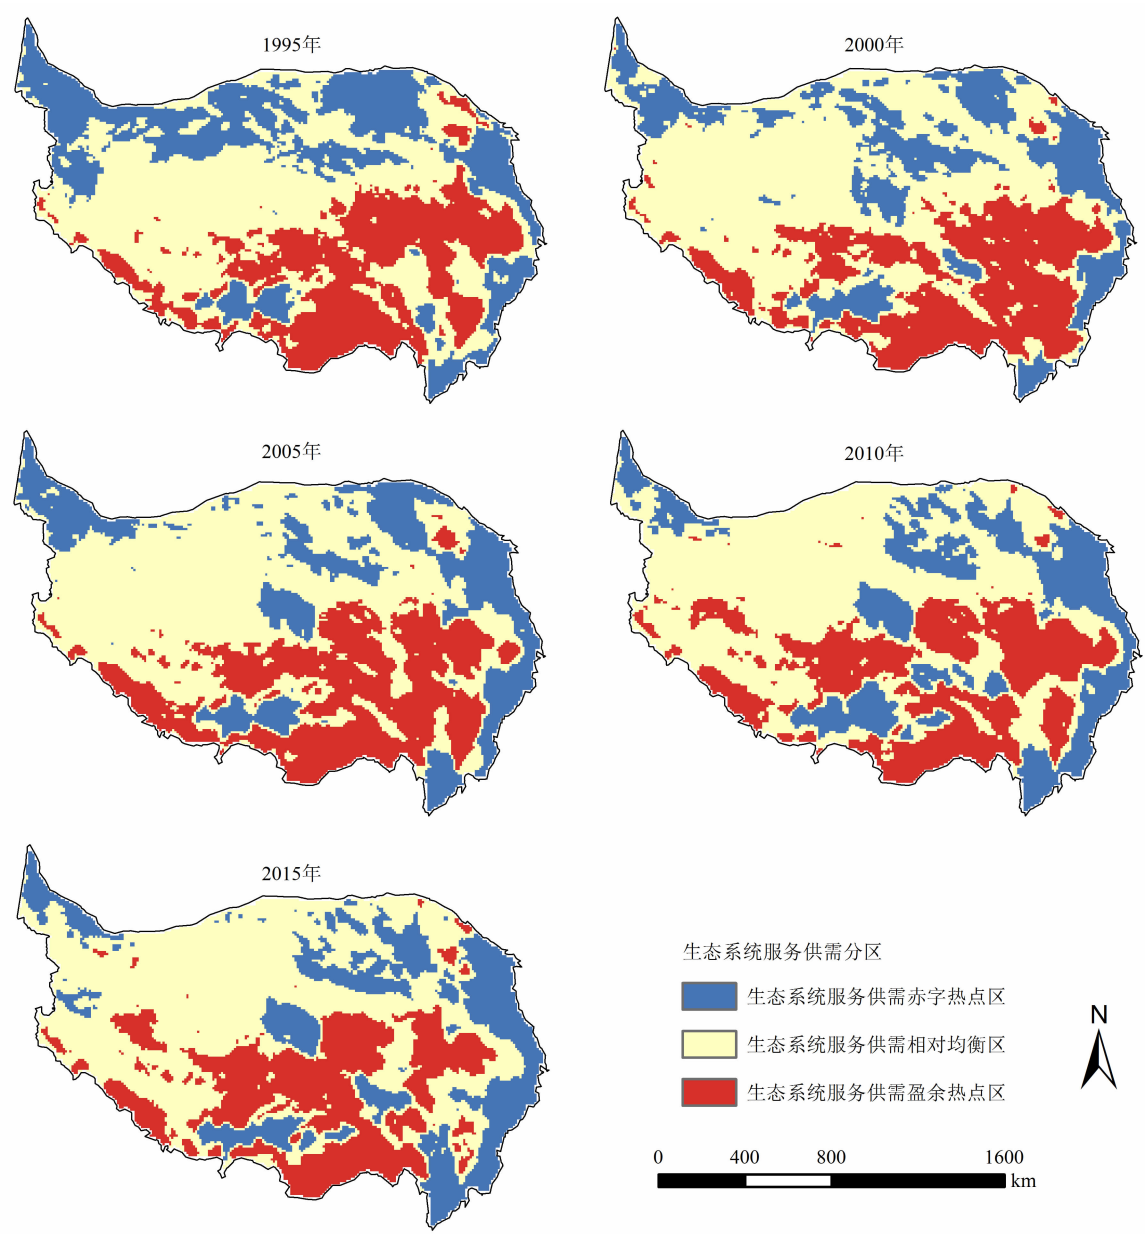 1995年
2000年
2005年
2010年
2015年
生态系统服务供需分区
生态系统服务供需赤字热点区
生态系统服务供需相对均衡区
生态系统服务供需盈余热点区
N
0 400 800 1600
km